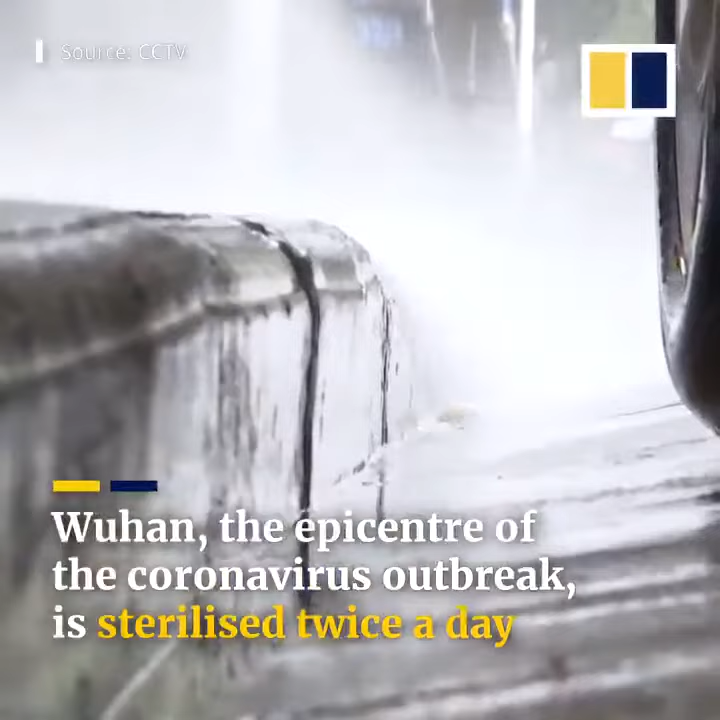 Source: CCTV
Wuhan, the epicentre of
the coronavirus outbreak,
is sterilised twice a day